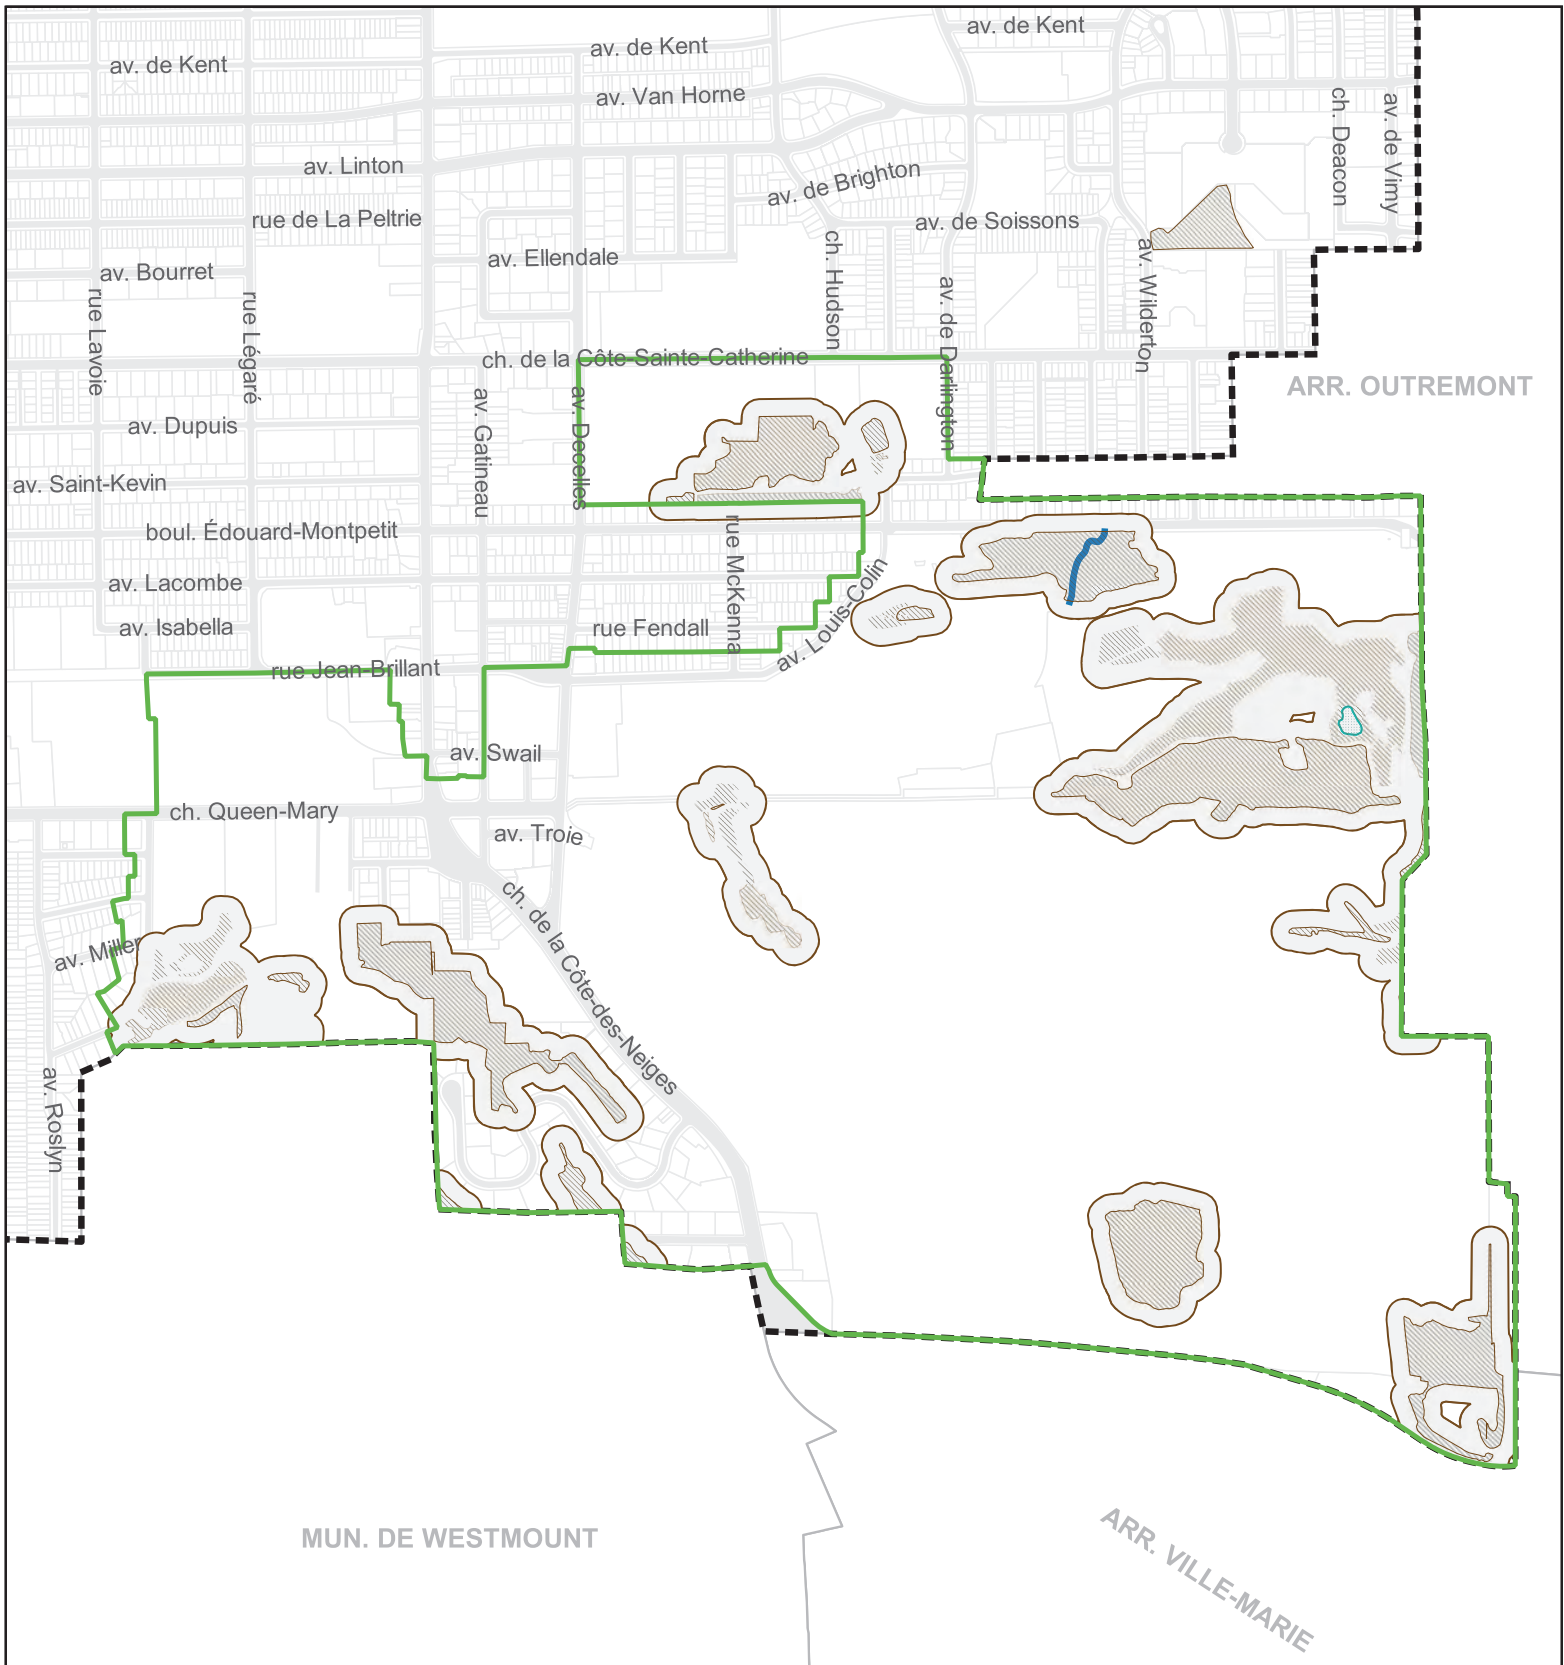 av. de Kent
av. de Kent
av. de Kent
av. Van Horne
ch. Deacon
av. de Vimy
av. Linton
av. de Brighton
rue de La Peltrie
av. de Soissons
av. Ellendale
av. Bourret
ch. Hudson
av. Wilderton
rue Lavoie
rue Légaré
av. de Darlington
ch. de la Côte-Sainte-Catherine
ARR. OUTREMONT
av. Decelles
av. Gatineau
av. Dupuis
av. Saint-Kevin
boul. Édouard-Montpetit
rue McKenna
av. Lacombe
av. Louis-Colin
av. Isabella
rue Fendall
rue Jean-Brillant
av. Swail
ch. Queen-Mary
av. Troie
ch. de la Côte-des-Neiges
av. Miller
av. Roslyn
MUN. DE WESTMOUNT
ARR. VILLE-MARIE